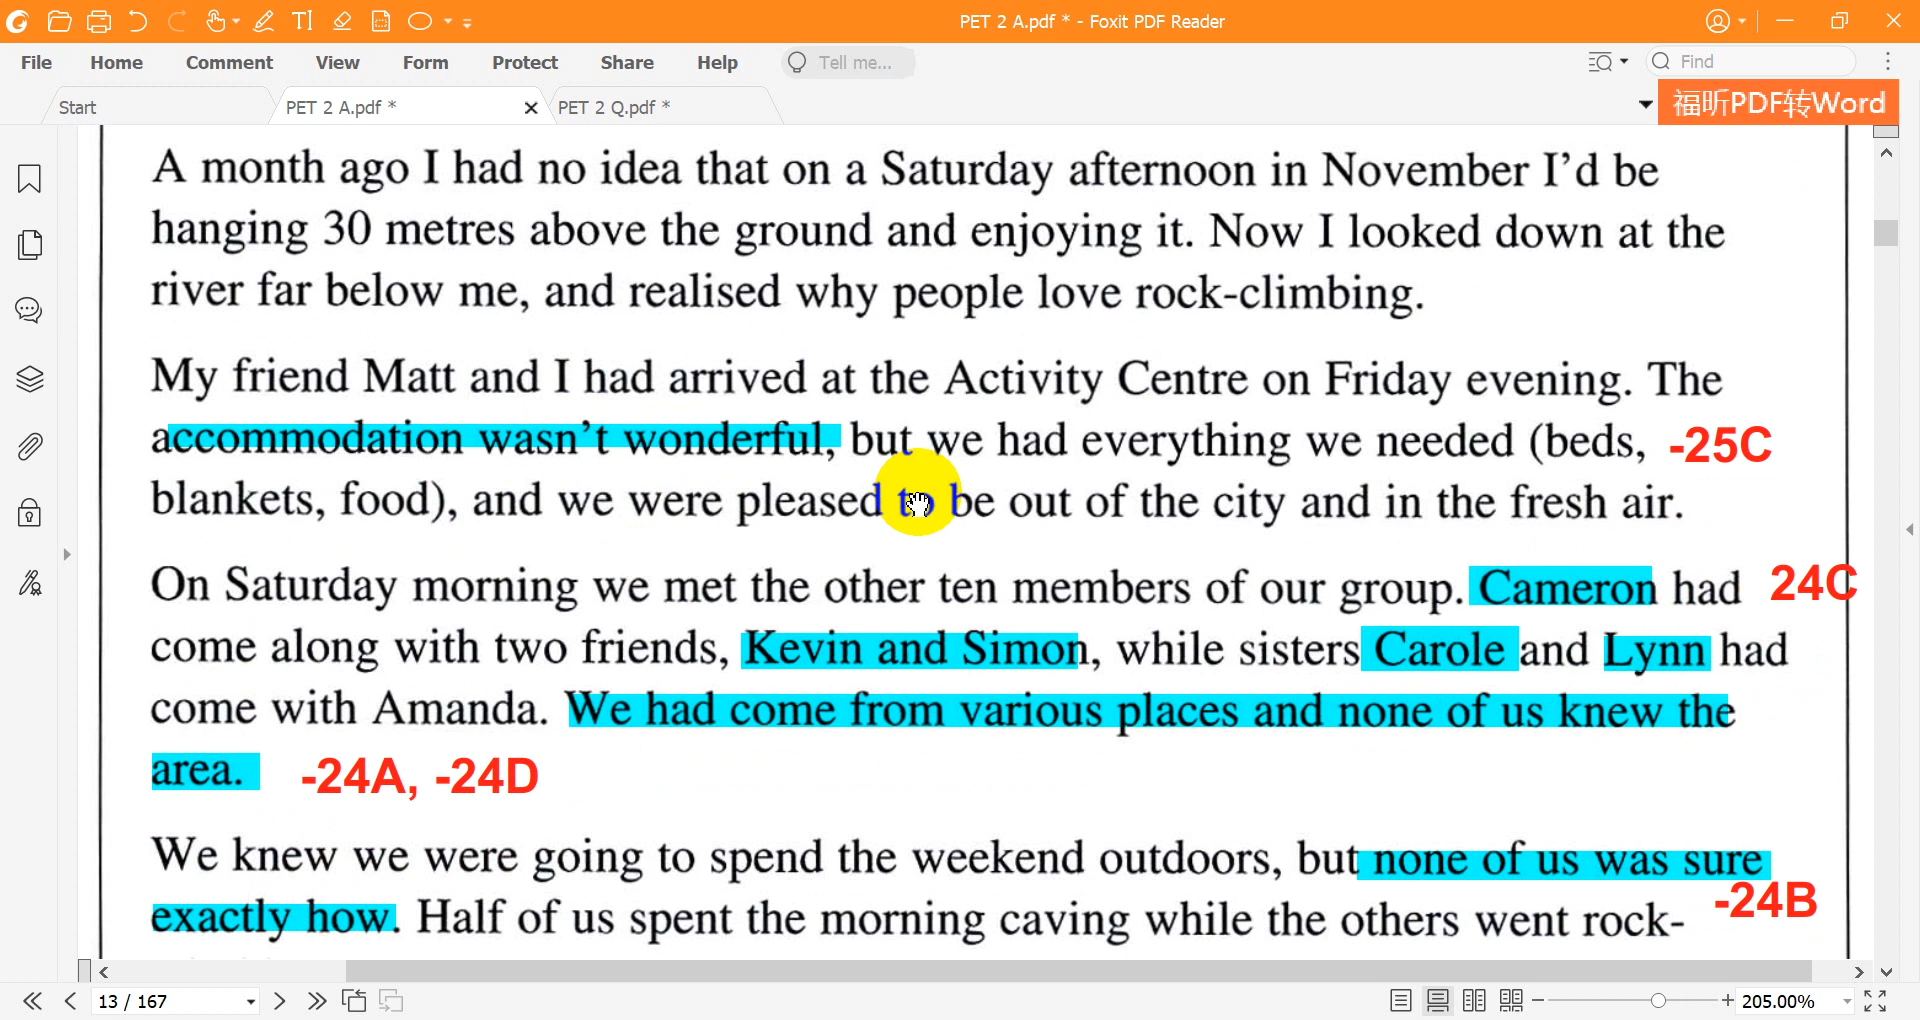 PET 2 A.pdf * - Foxit PDF Reader
File Home Comment View Form Protect Share Help Tell me... Find
Start PET 2 A.pdf * PET 2 Q.pdf * 福昕PDF转Word
A month ago I had no idea that on a Saturday afternoon in November I'd be
hanging 30 metres above the ground and enjoying it. Now I looked down at the
river far below me, and realised why people love rock-climbing.
My friend Matt and I had arrived at the Activity Centre on Friday evening. The
accommodation wasn't wonderful, but we had everything we needed (beds, -25C
blankets, food), and we were pleased to be out of the city and in the fresh air.
On Saturday morning we met the other ten members of our group. Cameron had 24C
come along with two friends, Kevin and Simon, while sisters Carole and Lynn had
come with Amanda. We had come from various places and none of us knew the
area. -24A, -24D
We knew we were going to spend the weekend outdoors, but none of us was sure
exactly how. Half of us spent the morning caving while the others went rock- -24B
13 / 167 205.00%